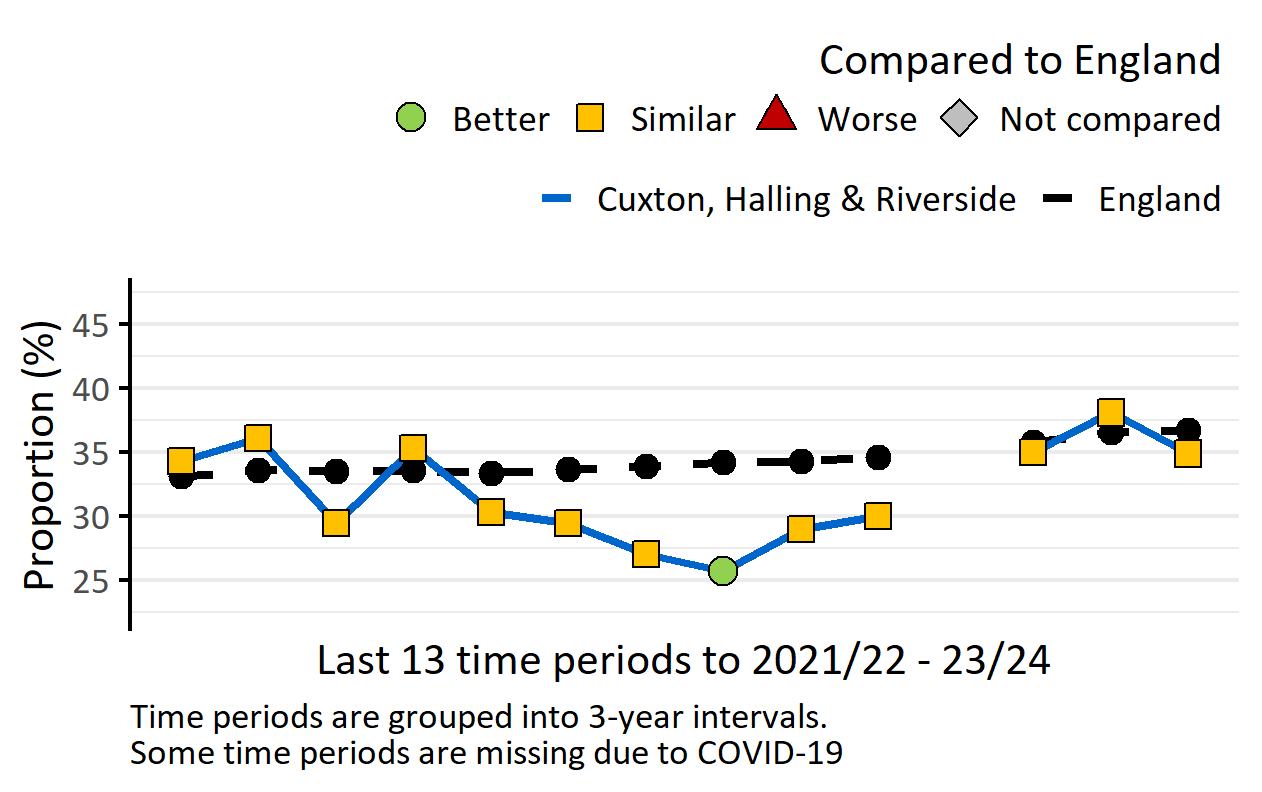 Compared to England
Better Similar Worse Not compared
Cuxton, Halling & Riverside England
Proportion (%)
45
40
35
30
25
Last 13 time periods to 2021/22 - 23/24
Time periods are grouped into 3-year intervals.
Some time periods are missing due to COVID-19